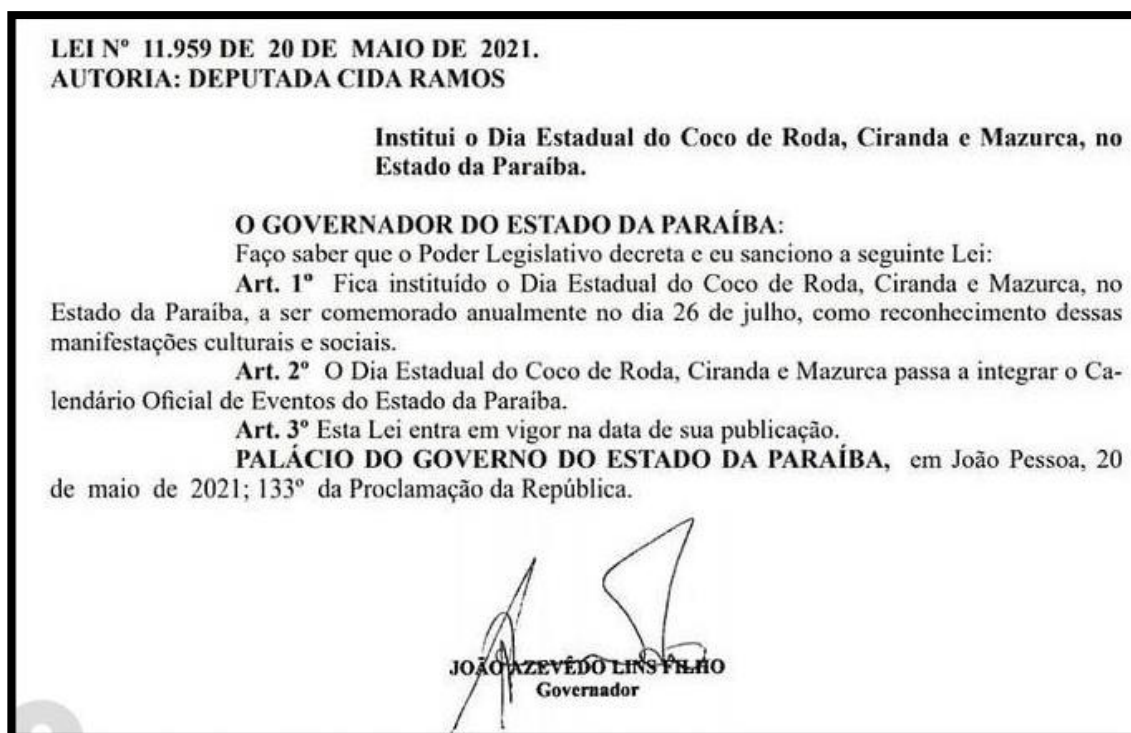 LEI Nº 11.959 DE 20 DE MAIO DE 2021.
AUTORIA: DEPUTADA CIDA RAMOS
Institui o Dia Estadual do Coco de Roda, Ciranda e Mazurca, no
Estado da Paraíba.
O GOVERNADOR DO ESTADO DA PARAÍBA:
Faço saber que o Poder Legislativo decreta e eu sanciono a seguinte Lei:
Art. 1º Fica instituído o Dia Estadual do Coco de Roda, Ciranda e Mazurca, no
Estado da Paraíba, a ser comemorado anualmente no dia 26 de julho, como reconhecimento dessas
manifestações culturais e sociais.
Art. 2º O Dia Estadual do Coco de Roda, Ciranda e Mazurca passa a integrar o Ca-
lendário Oficial de Eventos do Estado da Paraíba.
Art. 3º Esta Lei entra em vigor na data de sua publicação.
PALÁCIO DO GOVERNO DO ESTADO DA PARAÍBA, em João Pessoa, 20
de maio de 2021; 133º da Proclamação da República.
JOÃO AZEVÊDO LINS FILHO
Governador